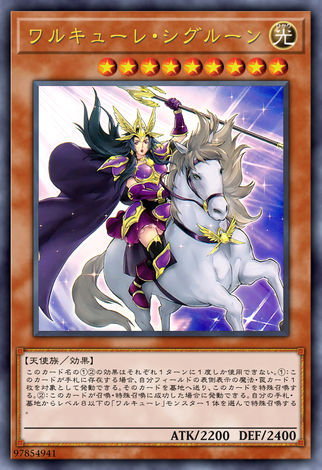 ワルキューレ・シグルーン
光
【天使族／効果】
このカード名の①②の効果はそれぞれ１ターンに１度しか使用できない。①：こ
のカードが手札に存在する場合、自分フィールドの表側表示の魔法・罠カード１
枚を対象として発動できる。そのカードを墓地へ送り、このカードを特殊召喚す
る。②：このカードが召喚・特殊召喚に成功した場合に発動できる。自分の手札・
墓地からレベル８以下の「ワルキューレ」モンスター１体を選んで特殊召喚する
ATK/2200 DEF/2400
97854941